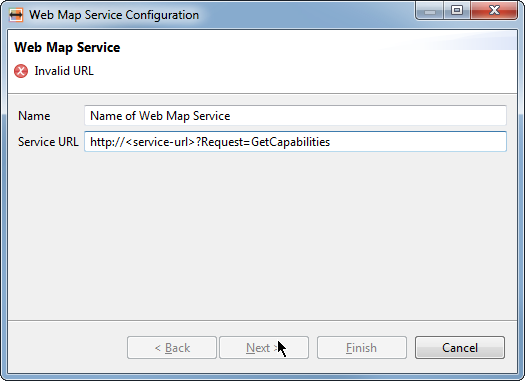 Web Map Service Configuration
Web Map Service
Invalid URL
Name Name of Web Map Service
Service URL http://<service-url>?Request=GetCapabilities
< Back Next > Finish Cancel